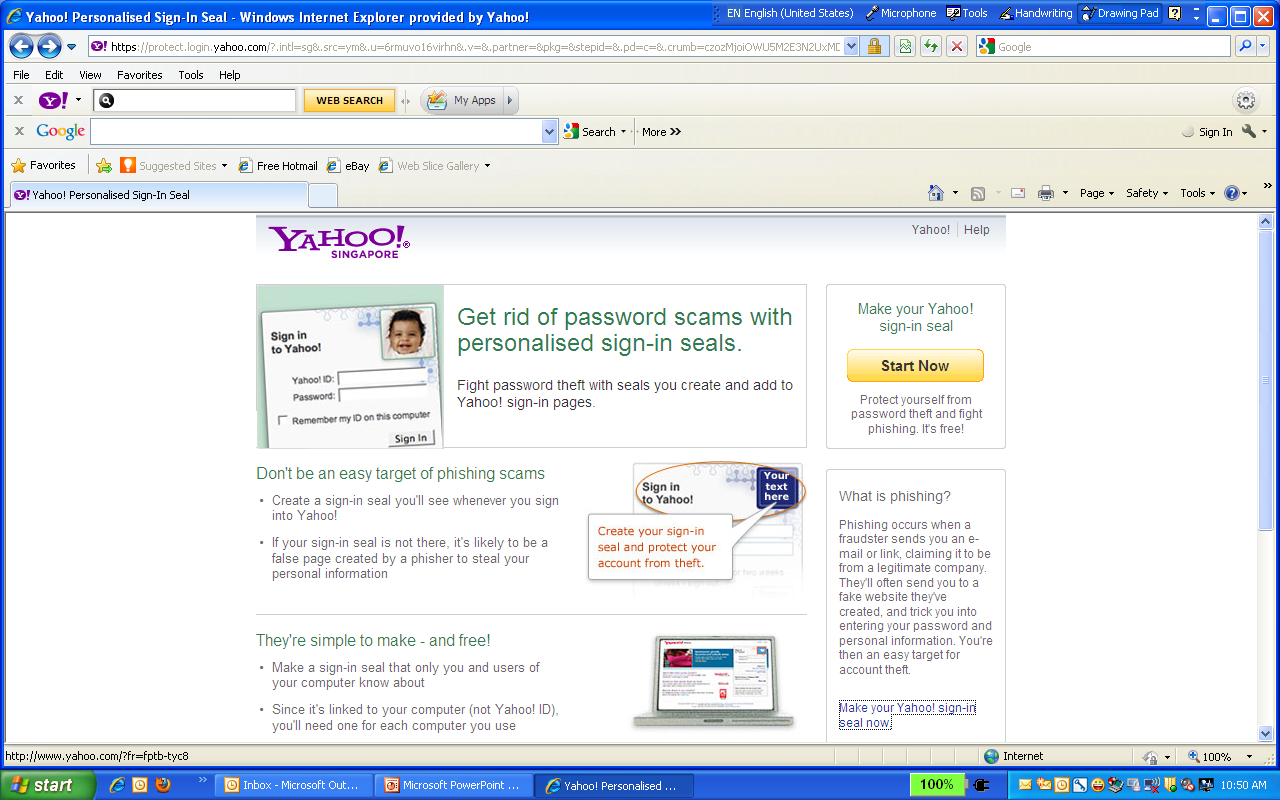 Yahoo! Personalised Sign-In Seal - Windows Internet Explorer provided by Yahoo!
EN English (United States) Microphone Tools Handwriting Drawing Pad
https://protect.login.yahoo.com/?.intl=sg&.src=ym&.u=6rmuvo16virhn&.v=&.partner=&pkg=&stepid=&.pd=c=&.crumb=czozMjoiOWU5M2E3N2UxMD
Google
File Edit View Favorites Tools Help
X Y! WEB SEARCH My Apps
X Google Search More >> Sign In
Favorites Suggested Sites Free Hotmail eBay Web Slice Gallery
Yahoo! Personalised Sign-In Seal
Page Safety Tools
YAHOO!®
SINGAPORE
Yahoo! Help
Sign in
to Yahoo!
Yahoo! ID:
Password:
Remember my ID on this computer
Sign In
Get rid of password scams with
personalised sign-in seals.
Fight password theft with seals you create and add to
Yahoo! sign-in pages.
Make your Yahoo!
sign-in seal
Start Now
Protect yourself from
password theft and fight
phishing. It's free!
Don't be an easy target of phishing scams
• Create a sign-in seal you'll see whenever you sign
into Yahoo!
• If your sign-in seal is not there, it's likely to be a
false page created by a phisher to steal your
personal information
Sign in
to Yahoo!
Your
text
here
Create your sign-in
seal and protect your
account from theft.
They're simple to make - and free!
• Make a sign-in seal that only you and users of
your computer know about
• Since it's linked to your computer (not Yahoo! ID),
you'll need one for each computer you use
What is phishing?
Phishing occurs when a
fraudster sends you an e-
mail or link, claiming it to be
from a legitimate company.
They'll often send you to a
fake website they've
created, and trick you into
entering your password and
personal information. You're
then an easy target for
account theft.
Make your Yahoo! sign-in
seal now.
http://www.yahoo.com/?fr=fptb-tyc8
Internet
100%
start
Inbox - Microsoft Out...
Microsoft PowerPoint ...
Yahoo! Personalised ...
100%
10:50 AM